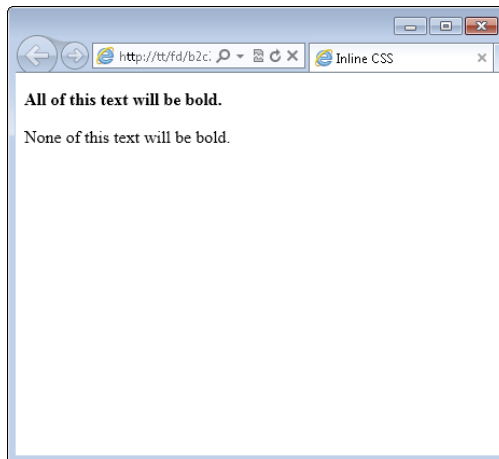 http://tt/fd/b2c
Inline CSS
All of this text will be bold.
None of this text will be bold.